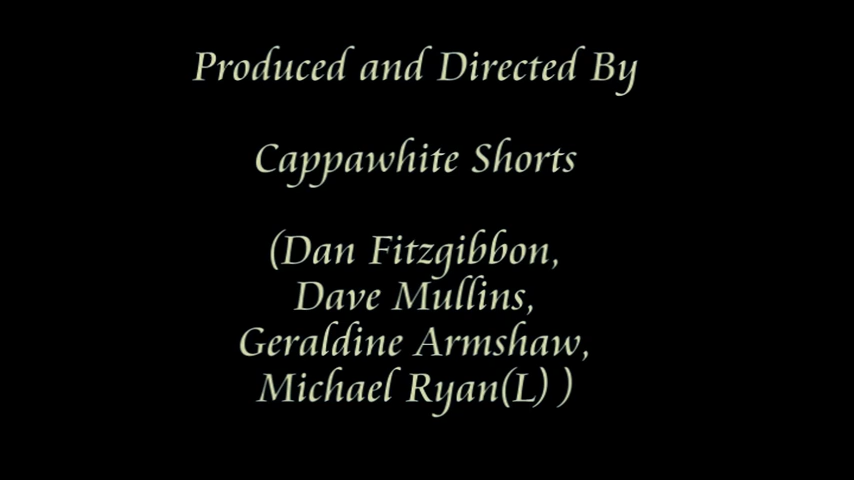 Produced and Directed By
Cappawhite Shorts
(Dan Fitzgibbon,
Dave Mullins,
Geraldine Armshaw,
Michael Ryan(L) )